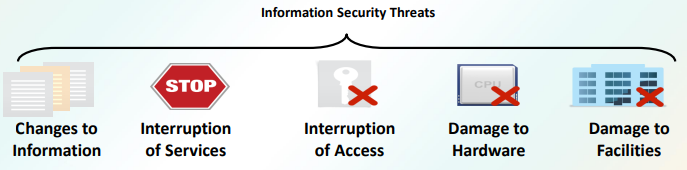 Information Security Threats
STOP
CPU
Changes to
Information
Interruption
of Services
Interruption
of Access
Damage to
Hardware
Damage to
Facilities